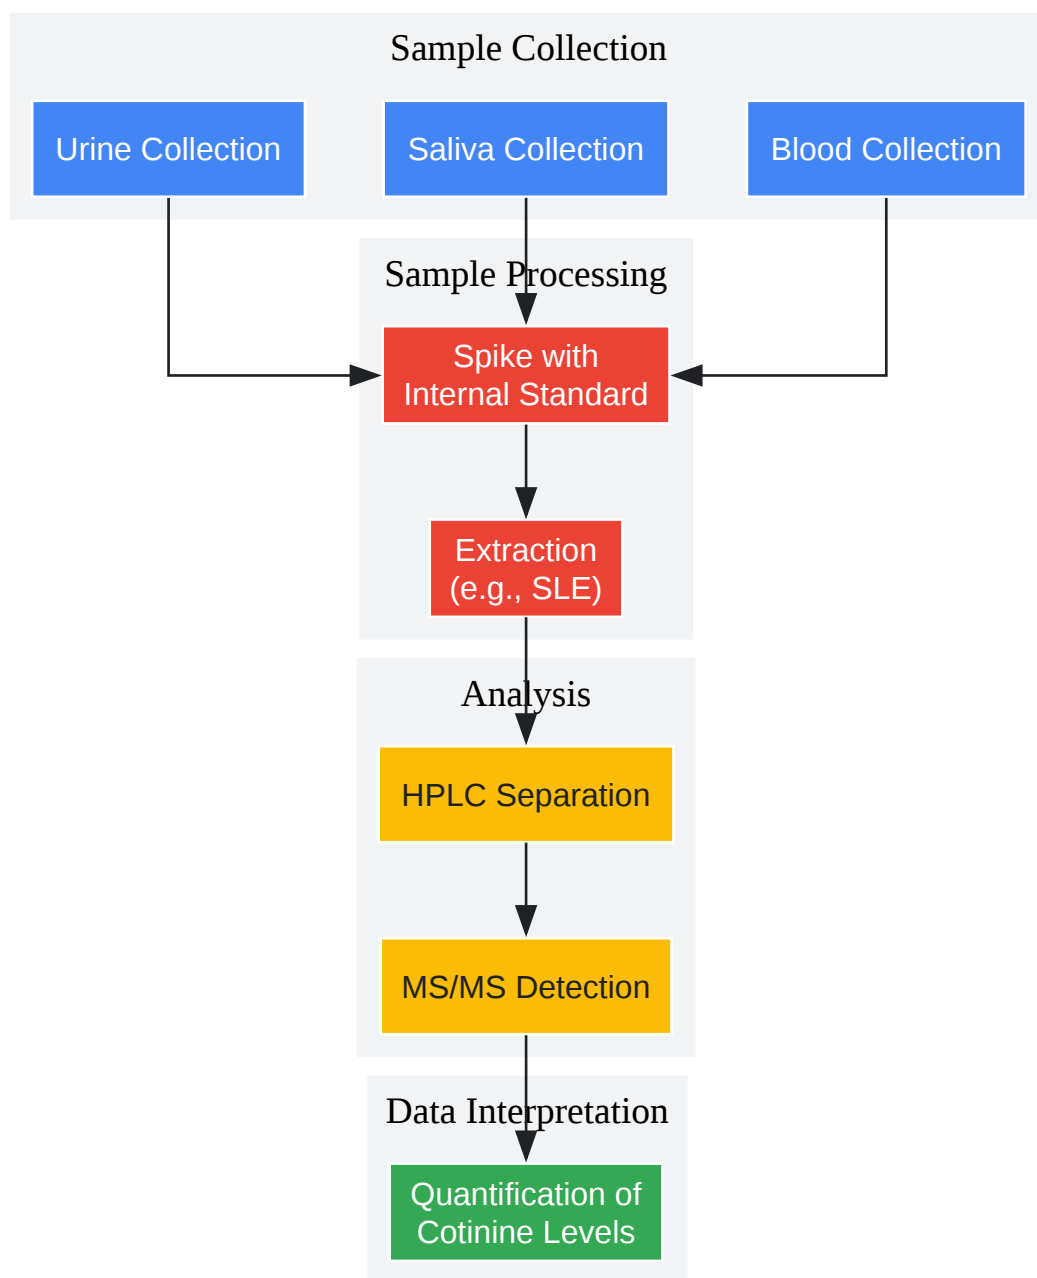 Sample Collection
Urine Collection
Saliva Collection
Blood Collection
Sample Processing
Spike with
Internal Standard
Extraction
(e.g., SLE)
Analysis
HPLC Separation
MS/MS Detection
Data Interpretation
Quantification of
Cotinine Levels